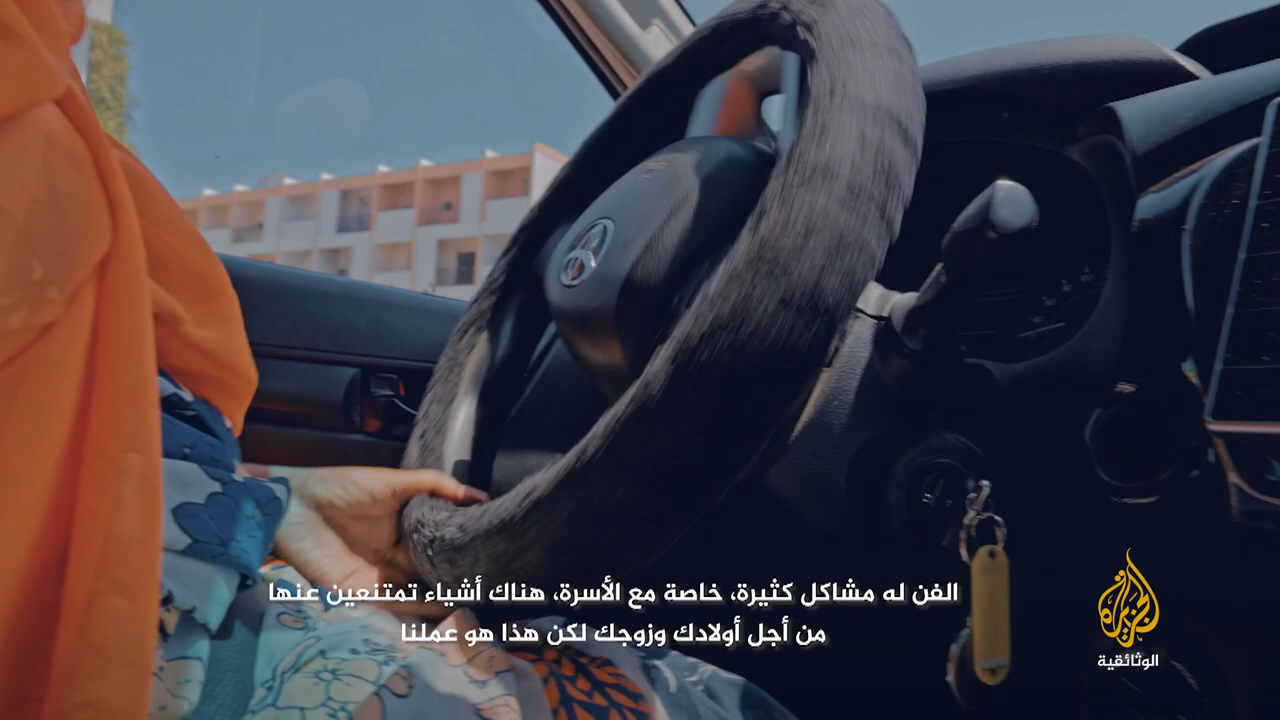 الفن له مشاكل كثيرة، خاصة مع الأسرة، هناك أشياء تمتنعين عنها
من أجل أولادك وزوجك لكن هذا هو عملنا
الجزيرة
الوثائقية